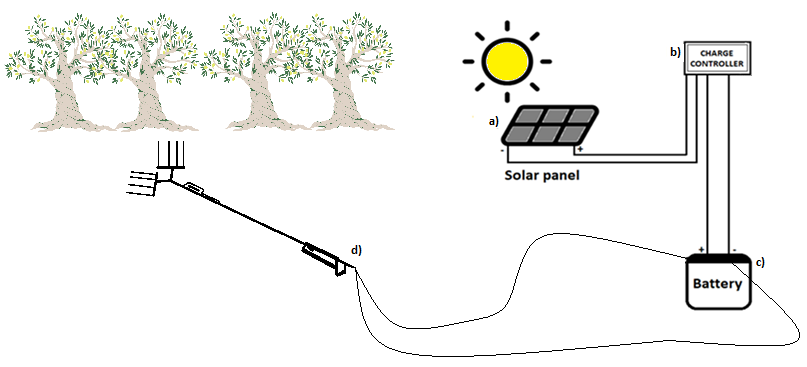 b)
CHARGE
CONTROLLER
a)
-
+
Solar panel
d)
+
-
c)
Battery